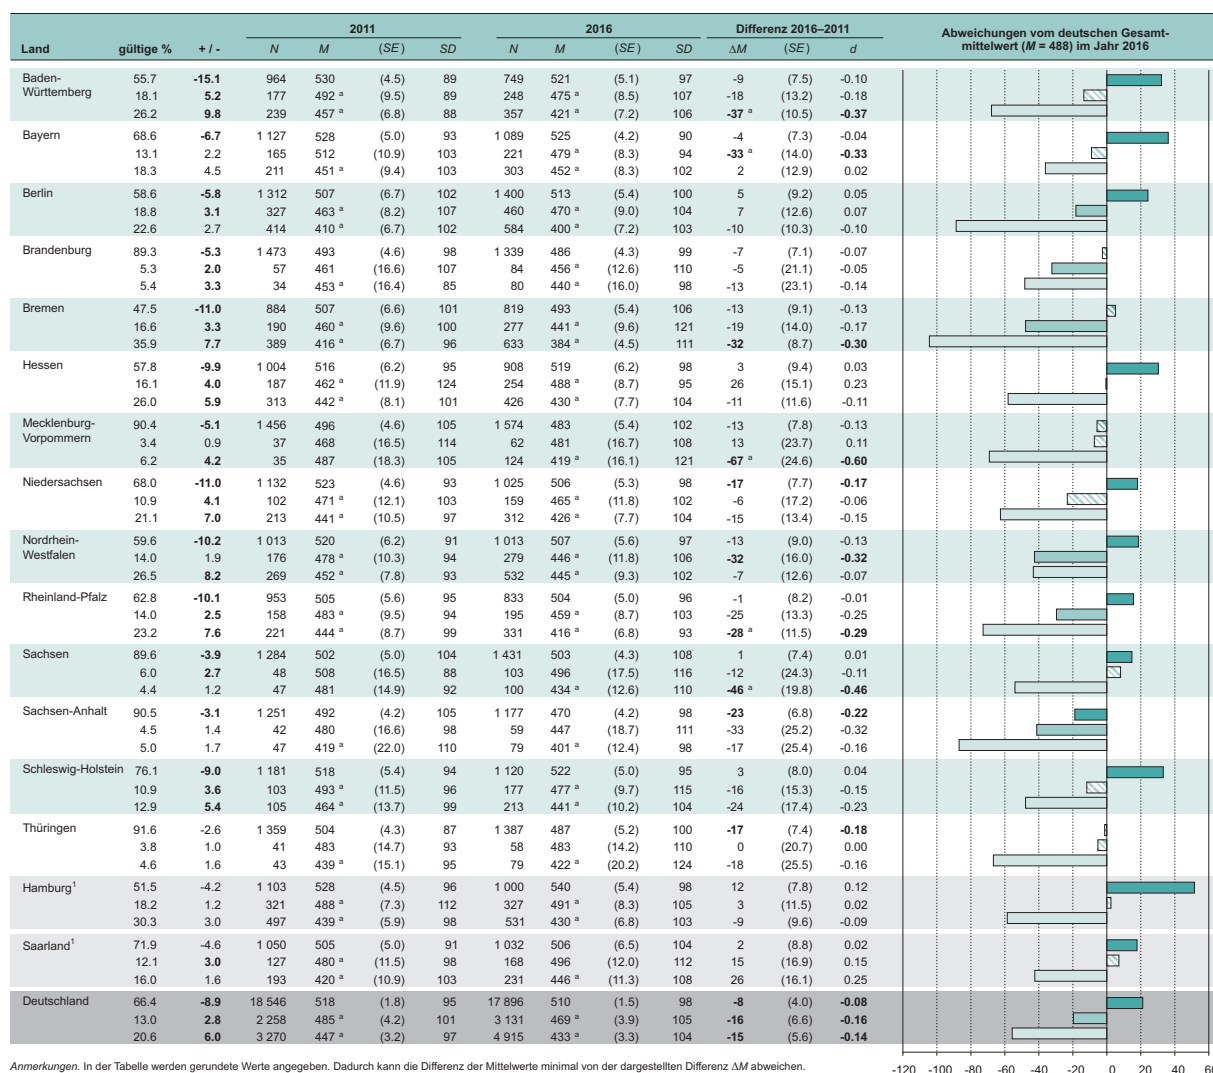 2011 2016 Differenz 2016–2011 Abweichungen vom deutschen Gesamt-
Land gültige % + / - N M (SE) SD N M (SE) SD ΔM (SE) d mittelwert (M = 488) im Jahr 2016
Baden- 55.7 -15.1 964 530 (4.5) 89 749 521 (5.1) 97 -9 (7.5) -0.10
Württemberg 18.1 5.2 177 492 a (9.5) 89 248 475 a (8.5) 107 -18 (13.2) -0.18
26.2 9.8 239 457 a (6.8) 88 357 421 a (7.2) 106 -37 a (10.5) -0.37
Bayern 68.6 -6.7 1 127 528 (5.0) 93 1 089 525 (4.2) 90 -4 (7.3) -0.04
13.1 2.2 165 512 (10.9) 103 221 479 a (8.3) 94 -33 a (14.0) -0.33
18.3 4.5 211 451 a (9.4) 103 303 452 a (8.3) 102 2 (12.9) 0.02
Berlin 58.6 -5.8 1 312 507 (6.7) 102 1 400 513 (5.4) 100 5 (9.2) 0.05
18.8 3.1 327 463 a (8.2) 107 460 470 a (9.0) 104 7 (12.6) 0.07
22.6 2.7 414 410 a (6.7) 102 584 400 a (7.2) 103 -10 (10.3) -0.10
Brandenburg 89.3 -5.3 1 473 493 (4.6) 98 1 339 486 (4.3) 99 -7 (7.1) -0.07
5.3 2.0 57 461 (16.6) 107 84 456 a (12.6) 110 -5 (21.1) -0.05
5.4 3.3 34 453 a (16.4) 85 80 440 a (16.0) 98 -13 (23.1) -0.14
Bremen 47.5 -11.0 884 507 (6.6) 101 819 493 (5.4) 106 -13 (9.1) -0.13
16.6 3.3 190 460 a (9.6) 100 277 441 a (9.6) 121 -19 (14.0) -0.17
35.9 7.7 389 416 a (6.7) 96 633 384 a (4.5) 111 -32 (8.7) -0.30
Hessen 57.8 -9.9 1 004 516 (6.2) 95 908 519 (6.2) 98 3 (9.4) 0.03
16.1 4.0 187 462 a (11.9) 124 254 488 a (8.7) 95 26 (15.1) 0.23
26.0 5.9 313 442 a (8.1) 101 426 430 a (7.7) 104 -11 (11.6) -0.11
Mecklenburg- 90.4 -5.1 1 456 496 (4.6) 105 1 574 483 (5.4) 102 -13 (7.8) -0.13
Vorpommern 3.4 0.9 37 468 (16.5) 114 62 481 (16.7) 108 13 (23.7) 0.11
6.2 4.2 35 487 (18.3) 105 124 419 a (16.1) 121 -67 a (24.6) -0.60
Niedersachsen 68.0 -11.0 1 132 523 (4.6) 93 1 025 506 (5.3) 98 -17 (7.7) -0.17
10.9 4.1 102 471 a (12.1) 103 159 465 a (11.8) 102 -6 (17.2) -0.06
21.1 7.0 213 441 a (10.5) 97 312 426 a (7.7) 104 -15 (13.4) -0.15
Nordrhein- 59.6 -10.2 1 013 520 (6.2) 91 1 013 507 (5.6) 97 -13 (9.0) -0.13
Westfalen 14.0 1.9 176 478 a (10.3) 94 279 446 a (11.8) 106 -32 (16.0) -0.32
26.5 8.2 269 452 a (7.8) 93 532 445 a (9.3) 102 -7 (12.6) -0.07
Rheinland-Pfalz 62.8 -10.1 953 505 (5.6) 95 833 504 (5.0) 96 -1 (8.2) -0.01
14.0 2.5 158 483 a (9.5) 94 195 459 a (8.7) 103 -25 (13.3) -0.25
23.2 7.6 221 444 a (8.7) 99 331 416 a (6.8) 93 -28 a (11.5) -0.29
Sachsen 89.6 -3.9 1 284 502 (5.0) 104 1 431 503 (4.3) 108 1 (7.4) 0.01
6.0 2.7 48 508 (16.5) 88 103 496 (17.5) 116 -12 (24.3) -0.11
4.4 1.2 47 481 (14.9) 92 100 434 a (12.6) 110 -46 a (19.8) -0.46
Sachsen-Anhalt 90.5 -3.1 1 251 492 (4.2) 105 1 177 470 (4.2) 98 -23 (6.8) -0.22
4.5 1.4 42 480 (16.6) 98 59 447 (18.7) 111 -33 (25.2) -0.32
5.0 1.7 47 419 a (22.0) 110 79 401 a (12.4) 98 -17 (25.4) -0.16
Schleswig-Holstein 76.1 -9.0 1 181 518 (5.4) 94 1 120 522 (5.0) 95 3 (8.0) 0.04
10.9 3.6 103 493 a (11.5) 96 177 477 a (9.7) 115 -16 (15.3) -0.15
12.9 5.4 105 464 a (13.7) 99 213 441 a (10.2) 104 -24 (17.4) -0.23
Thüringen 91.6 -2.6 1 359 504 (4.3) 87 1 387 487 (5.2) 100 -17 (7.4) -0.18
3.8 1.0 41 483 (14.7) 93 58 483 (14.2) 110 0 (20.7) 0.00
4.6 1.6 43 439 a (15.1) 95 79 422 a (20.2) 124 -18 (25.5) -0.16
Hamburg1 51.5 -4.2 1 103 528 (4.5) 96 1 000 540 (5.4) 98 12 (7.8) 0.12
18.2 1.2 321 488 a (7.3) 112 327 491 a (8.3) 105 3 (11.5) 0.02
30.3 3.0 497 439 a (5.9) 98 531 430 a (6.8) 103 -9 (9.6) -0.09
Saarland1 71.9 -4.6 1 050 505 (5.0) 91 1 032 506 (6.5) 104 2 (8.8) 0.02
12.1 3.0 127 480 a (11.5) 98 168 496 (12.0) 112 15 (16.9) 0.15
16.0 1.6 193 420 a (10.9) 103 231 446 a (11.3) 108 26 (16.1) 0.25
Deutschland 66.4 -8.9 18 546 518 (1.8) 95 17 896 510 (1.5) 98 -8 (4.0) -0.08
13.0 2.8 2 258 485 a (4.2) 101 3 131 469 a (3.9) 105 -16 (6.6) -0.16
20.6 6.0 3 270 447 a (3.2) 97 4 915 433 a (3.3) 104 -15 (5.6) -0.14
Anmerkungen. In der Tabelle werden gerundete Werte angegeben. Dadurch kann die Differenz der Mittelwerte minimal von der dargestellten Differenz ΔM abweichen.
-120 -100 -80 -60 -40 -20 0 20 40 60